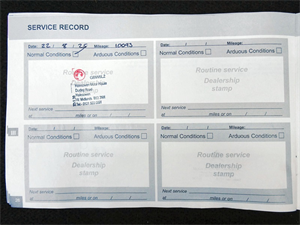 SERVICE RECORD
Date: 22 / 8 / 25 Mileage: 10093
Normal Conditions Arduous Conditions
Next service
at miles or on / /
Date: / / Mileage:
Normal Conditions Arduous Conditions
Routine service
Dealership
stamp
Next service
at miles or on / /
Date: / / Mileage:
Normal Conditions Arduous Conditions
Routine service
Dealership
stamp
Next service
at miles or on / /
Date: / / Mileage:
Normal Conditions Arduous Conditions
Routine service
Dealership
stamp
Next service
at miles or on / /